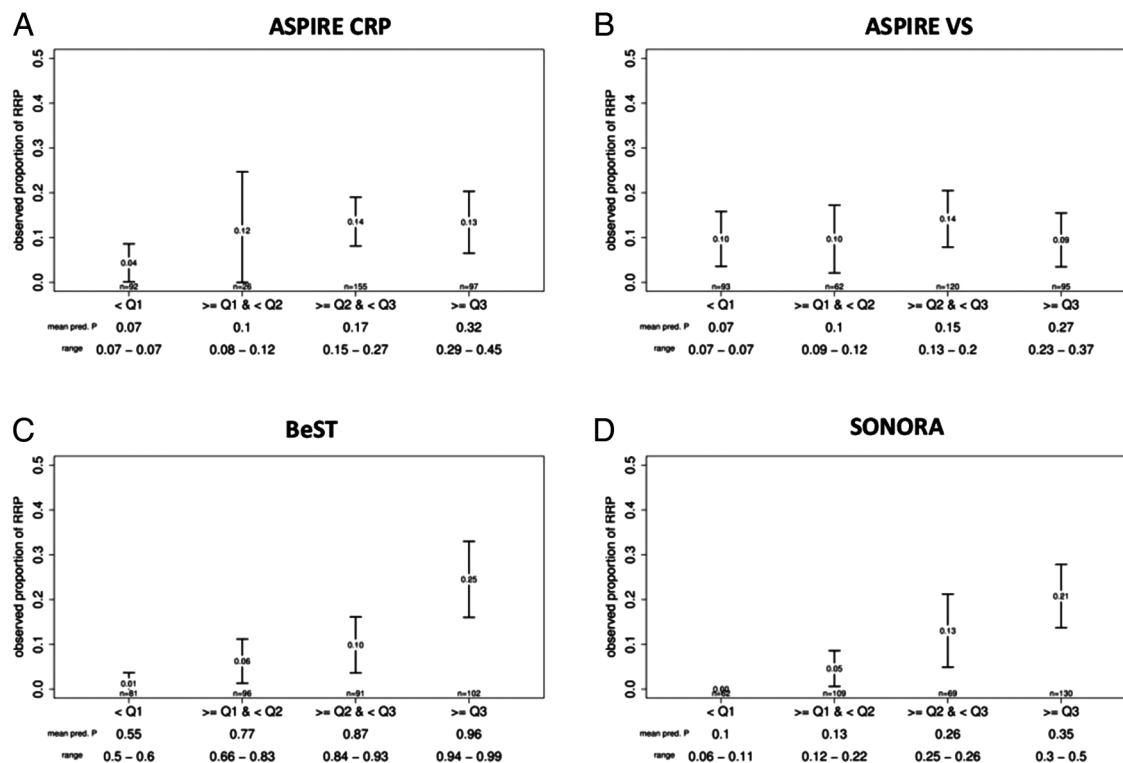 A
ASPIRE CRP
observed proportion of RRP
0.5
0.4
0.3
0.2
0.1
0.0
0.04
0.12
0.14
0.13
n=92
n=26
n=155
n=97
< Q1
>= Q1 & < Q2
>= Q2 & < Q3
>= Q3
mean pred. P 0.07 0.1 0.17 0.32
range 0.07 – 0.07 0.08 – 0.12 0.15 – 0.27 0.29 – 0.45
B
ASPIRE VS
observed proportion of RRP
0.5
0.4
0.3
0.2
0.1
0.0
0.10
0.10
0.14
0.09
n=93
n=62
n=120
n=95
< Q1
>= Q1 & < Q2
>= Q2 & < Q3
>= Q3
mean pred. P 0.07 0.1 0.15 0.27
range 0.07 – 0.07 0.09 – 0.12 0.13 – 0.2 0.23 – 0.37
C
BeST
observed proportion of RRP
0.5
0.4
0.3
0.2
0.1
0.0
0.01
0.06
0.10
0.25
n=81
n=96
n=91
n=102
< Q1
>= Q1 & < Q2
>= Q2 & < Q3
>= Q3
mean pred. P 0.55 0.77 0.87 0.96
range 0.5 – 0.6 0.66 – 0.83 0.84 – 0.93 0.94 – 0.99
D
SONORA
observed proportion of RRP
0.5
0.4
0.3
0.2
0.1
0.0
0.00
0.05
0.13
0.21
n=62
n=109
n=69
n=130
< Q1
>= Q1 & < Q2
>= Q2 & < Q3
>= Q3
mean pred. P 0.1 0.13 0.26 0.35
range 0.06 – 0.11 0.12 – 0.22 0.25 – 0.26 0.3 – 0.5